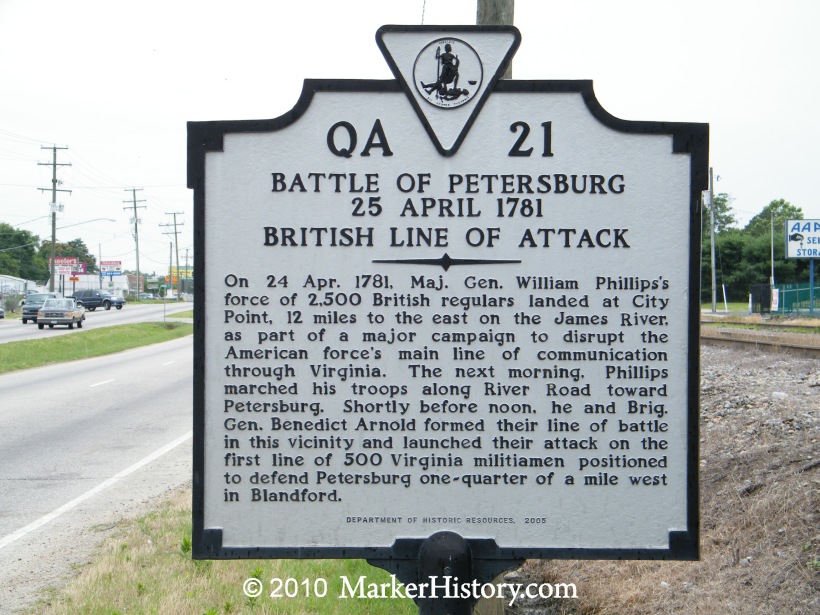 QA 21
BATTLE OF PETERSBURG
25 APRIL 1781
BRITISH LINE OF ATTACK
On 24 Apr. 1781, Maj. Gen. William Phillips's
force of 2,500 British regulars landed at City
Point, 12 miles to the east on the James River,
as part of a major campaign to disrupt the
American force's main line of communication
through Virginia. The next morning, Phillips
marched his troops along River Road toward
Petersburg. Shortly before noon, he and Brig.
Gen. Benedict Arnold formed their line of battle
in this vicinity and launched their attack on the
first line of 500 Virginia militiamen positioned
to defend Petersburg one-quarter of a mile west
in Blandford.
DEPARTMENT OF HISTORIC RESOURCES, 2005
© 2010 MarkerHistory.com